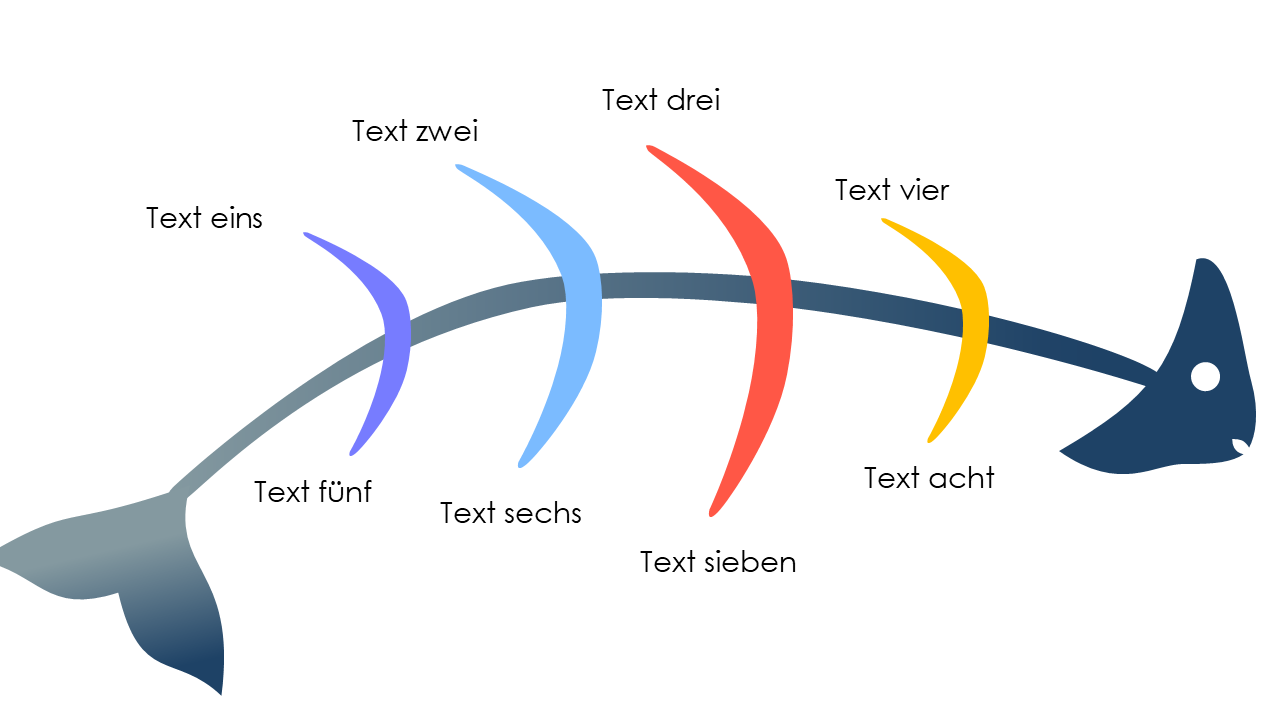 Text eins
Text zwei
Text drei
Text vier
Text fünf
Text sechs
Text sieben
Text acht